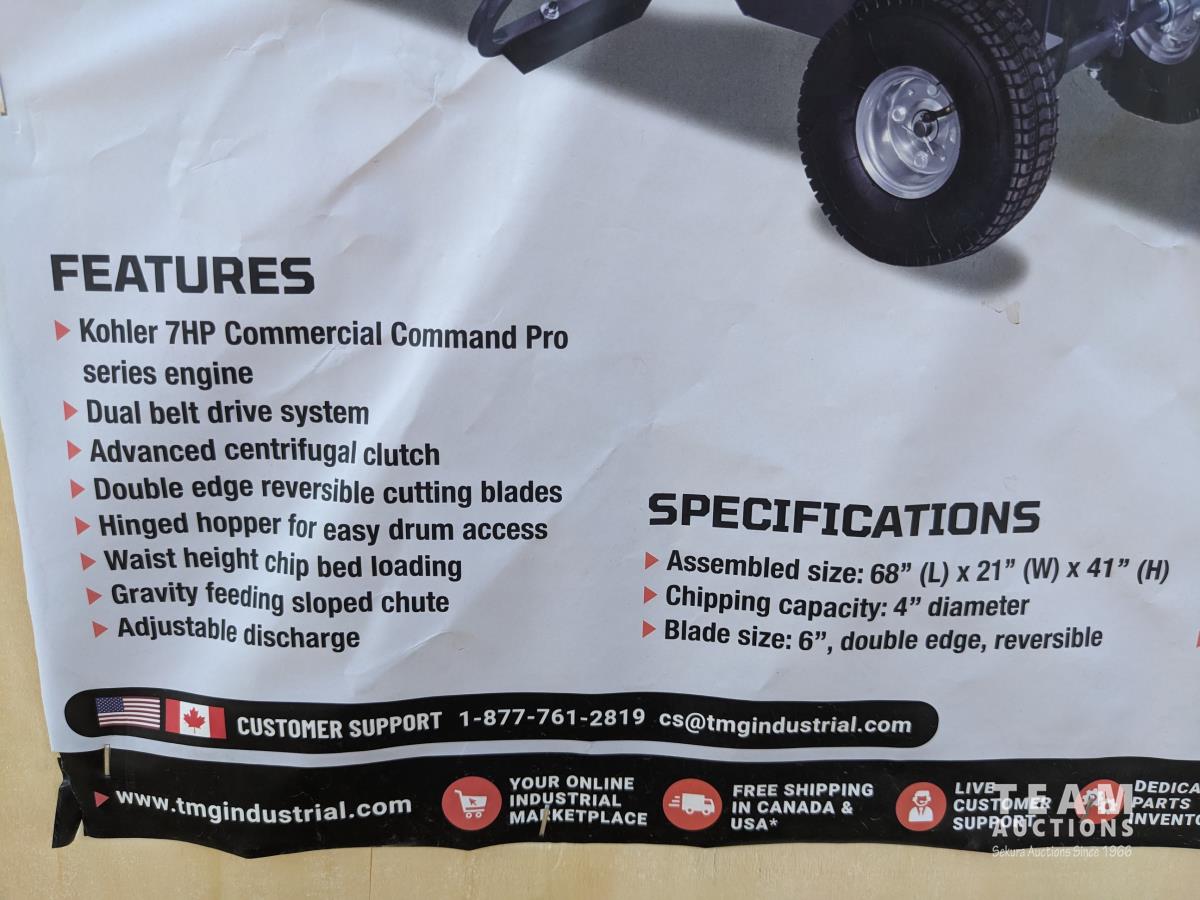 FEATURES
Kohler 7HP Commercial Command Pro
series engine
Dual belt drive system
Advanced centrifugal clutch
Double edge reversible cutting blades
Hinged hopper for easy drum access
Waist height chip bed loading
Gravity feeding sloped chute
Adjustable discharge
SPECIFICATIONS
Assembled size: 68” (L) x 21” (W) x 41” (H)
Chipping capacity: 4” diameter
Blade size: 6”, double edge, reversible
CUSTOMER SUPPORT 1-877-761-2819 cs@tmgindustrial.com
www.tmgindustrial.com
YOUR ONLINE
INDUSTRIAL
MARKETPLACE
FREE SHIPPING
IN CANADA &
USA*
LIVE
CUSTOMER
SUPPORT
DEDICA
PARTS
INVENTO
TEAM
AUCTIONS
Sekura Auctions Since 1966